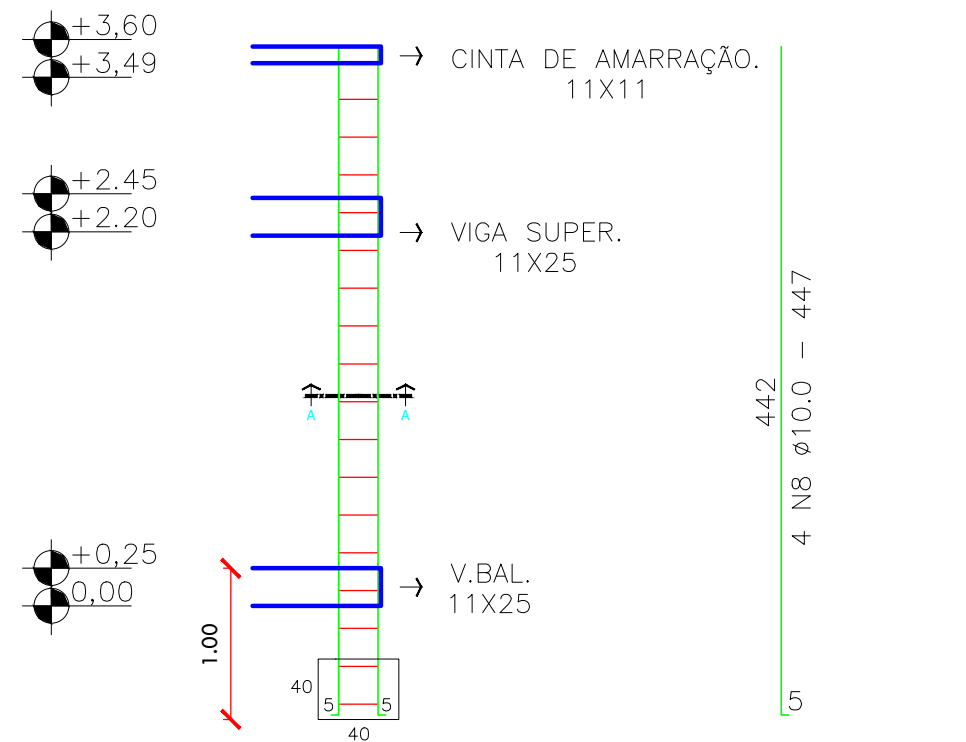 +3,60
+3,49
CINTA DE AMARRAÇÃO.
11X11
+2.45
+2.20
VIGA SUPER.
11X25
A
A
442
4 N8 ø10.0 - 447
+0,25
0,00
V.BAL.
11X25
1.00
40
5
5
40
5